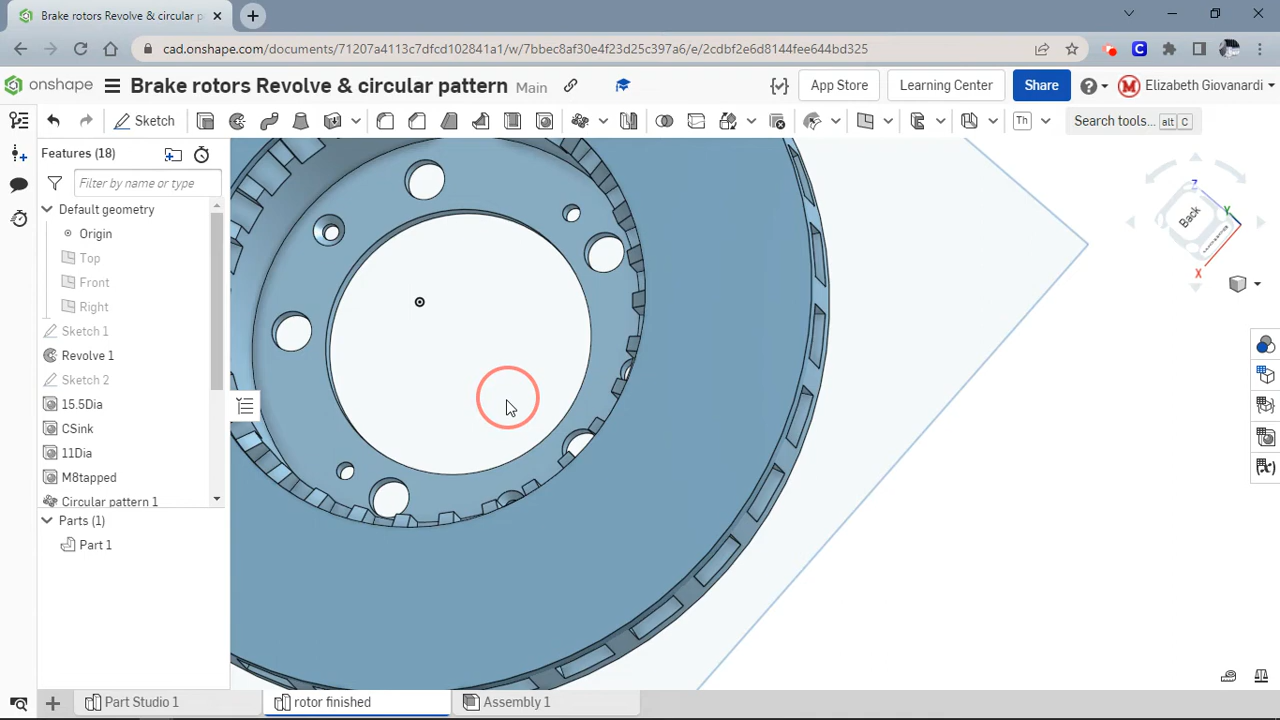 Brake rotors Revolve & circular p
cad.onshape.com/documents/71207a4113c7dfcd102841a1/w/7bbec8af30e4f23d25c397a6/e/2cdbf2e6d8144fee644bd325
onshape
Brake rotors Revolve & circular pattern Main
App Store
Learning Center
Share
Elizabeth Giovanardi
Sketch
Search tools... alt C
Features (18)
Filter by name or type
Default geometry
Origin
Top
Front
Right
Sketch 1
Revolve 1
Sketch 2
15.5Dia
CSink
11Dia
M8tapped
Circular pattern 1
Parts (1)
Part 1
Z
Y
Back
X
Part Studio 1
rotor finished
Assembly 1